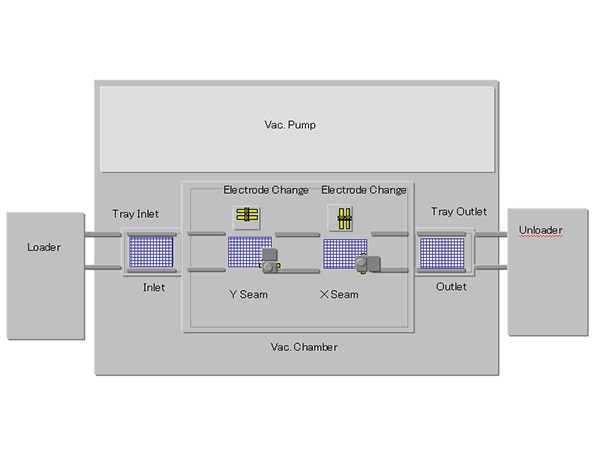 Vac. Pump
Electrode Change
Electrode Change
Tray Inlet
Tray Outlet
Loader
Unloader
Inlet
Outlet
Y Seam
X Seam
Vac. Chamber